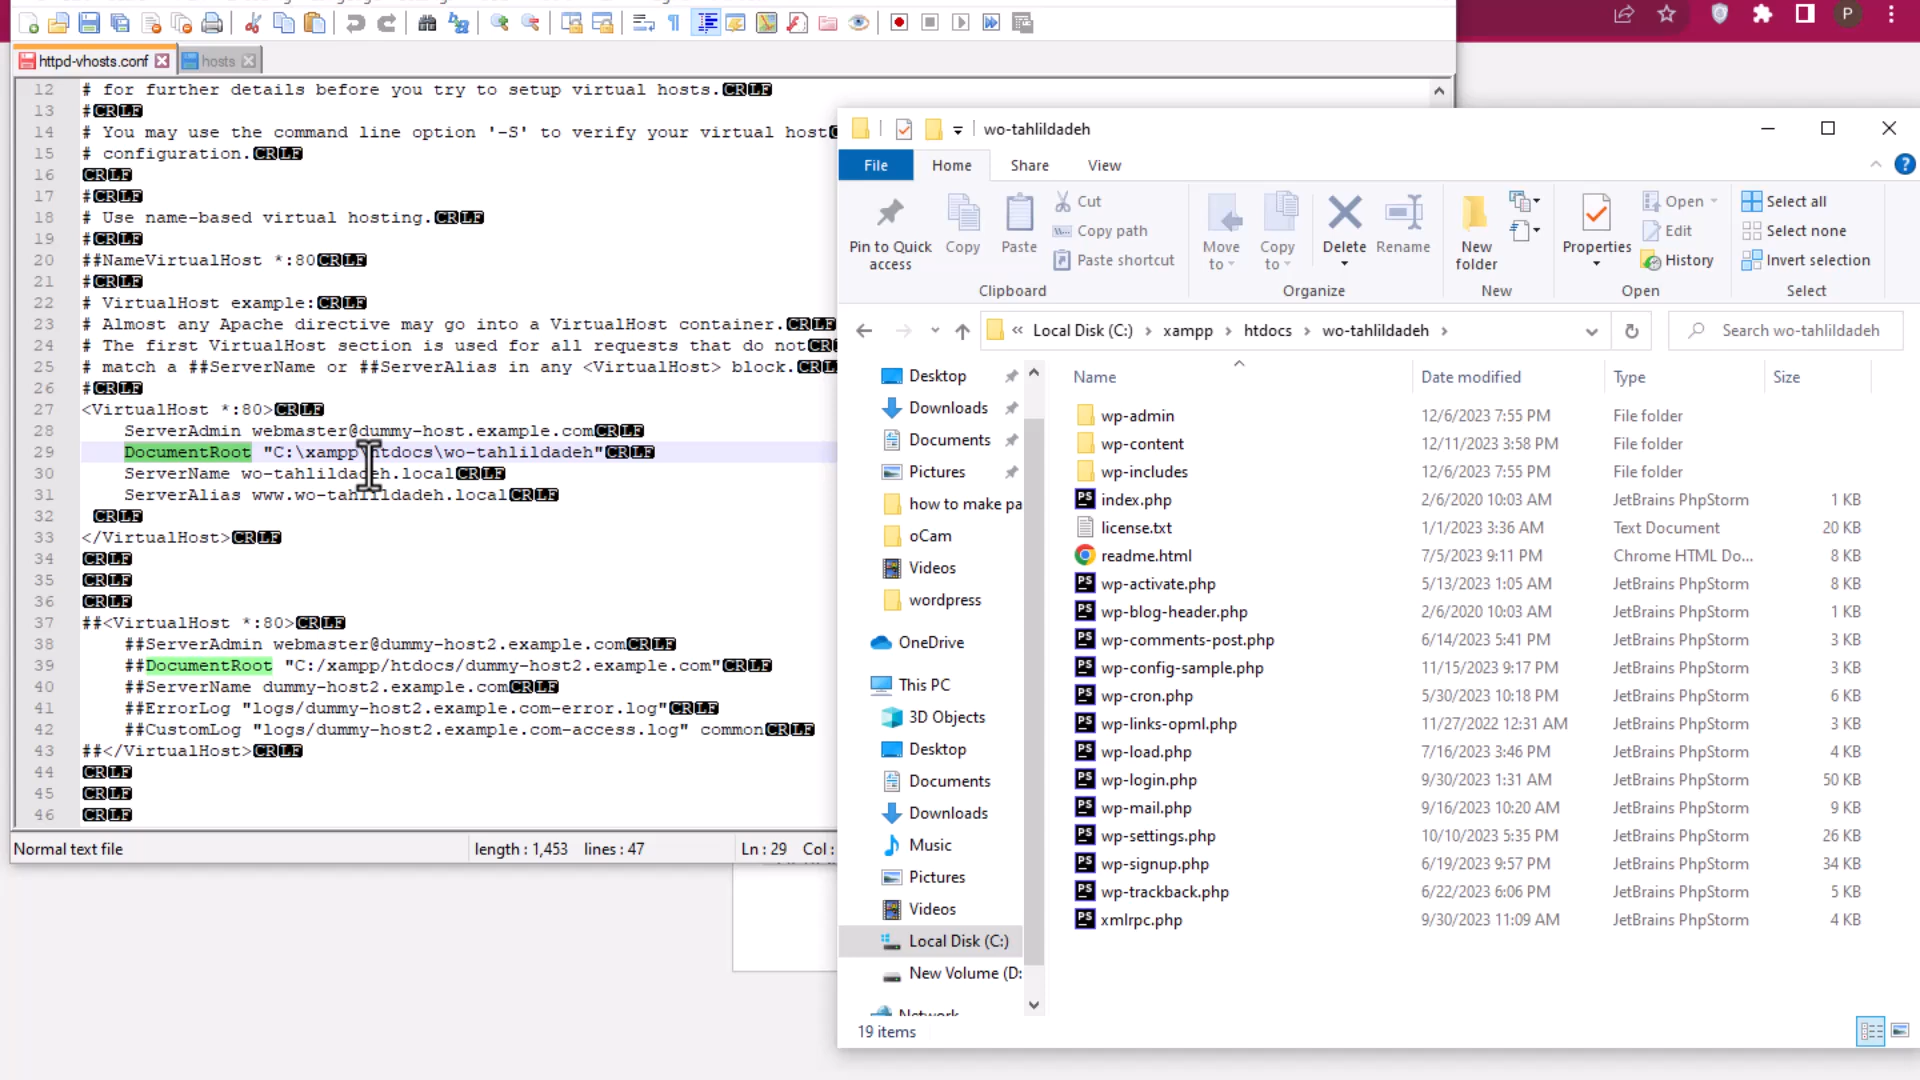 P
httpd-vhosts.conf
hosts
12 # for further details before you try to setup virtual hosts.CRLF
13 #CRLF
14 # You may use the command line option '-S' to verify your virtual host
15 # configuration.CRLF
16 CRLF
17 #CRLF
18 # Use name-based virtual hosting.CRLF
19 #CRLF
20 ##NameVirtualHost *:80CRLF
21 #CRLF
22 # VirtualHost example:CRLF
23 # Almost any Apache directive may go into a VirtualHost container.CRLF
24 # The first VirtualHost section is used for all requests that do not
25 # match a ##ServerName or ##ServerAlias in any <VirtualHost> block.
26 #CRLF
27 <VirtualHost *:80>CRLF
28 ServerAdmin webmaster@dummy-host.example.comCRLF
29 DocumentRoot "C:\xampp\htdocs\wo-tahlildadeh"CRLF
30 ServerName wo-tahlildadeh.localCRLF
31 ServerAlias www.wo-tahlildadeh.localCRLF
32 CRLF
33 </VirtualHost>CRLF
34 CRLF
35 CRLF
36 CRLF
37 ##<VirtualHost *:80>CRLF
38 ##ServerAdmin webmaster@dummy-host2.example.comCRLF
39 ##DocumentRoot "C:/xampp/htdocs/dummy-host2.example.com"CRLF
40 ##ServerName dummy-host2.example.comCRLF
41 ##ErrorLog "logs/dummy-host2.example.com-error.log"CRLF
42 ##CustomLog "logs/dummy-host2.example.com-access.log" commonCRLF
43 ##</VirtualHost>CRLF
44 CRLF
45 CRLF
46 CRLF
Normal text file length : 1,453 lines : 47 Ln : 29 Col :
wo-tahlildadeh
File Home Share View
Pin to Quick access
Copy
Paste
Cut
Copy path
Paste shortcut
Clipboard
Move to
Copy to
Delete
Rename
Organize
New folder
New
Properties
Open
Edit
History
Open
Select all
Select none
Invert selection
Select
« Local Disk (C:) › xampp › htdocs › wo-tahlildadeh ›
Search wo-tahlildadeh
Desktop
Downloads
Documents
Pictures
how to make pa
oCam
Videos
wordpress
OneDrive
This PC
3D Objects
Desktop
Documents
Downloads
Music
Pictures
Videos
Local Disk (C:)
New Volume (D:
Network
Name Date modified Type Size
wp-admin 12/6/2023 7:55 PM File folder
wp-content 12/11/2023 3:58 PM File folder
wp-includes 12/6/2023 7:55 PM File folder
index.php 2/6/2020 10:03 AM JetBrains PhpStorm 1 KB
license.txt 1/1/2023 3:36 AM Text Document 20 KB
readme.html 7/5/2023 9:11 PM Chrome HTML Do... 8 KB
wp-activate.php 5/13/2023 1:05 AM JetBrains PhpStorm 8 KB
wp-blog-header.php 2/6/2020 10:03 AM JetBrains PhpStorm 1 KB
wp-comments-post.php 6/14/2023 5:41 PM JetBrains PhpStorm 3 KB
wp-config-sample.php 11/15/2023 9:17 PM JetBrains PhpStorm 3 KB
wp-cron.php 5/30/2023 10:18 PM JetBrains PhpStorm 6 KB
wp-links-opml.php 11/27/2022 12:31 AM JetBrains PhpStorm 3 KB
wp-load.php 7/16/2023 3:46 PM JetBrains PhpStorm 4 KB
wp-login.php 9/30/2023 1:31 AM JetBrains PhpStorm 50 KB
wp-mail.php 9/16/2023 10:20 AM JetBrains PhpStorm 9 KB
wp-settings.php 10/10/2023 5:35 PM JetBrains PhpStorm 26 KB
wp-signup.php 6/19/2023 9:57 PM JetBrains PhpStorm 34 KB
wp-trackback.php 6/22/2023 6:06 PM JetBrains PhpStorm 5 KB
xmlrpc.php 9/30/2023 11:09 AM JetBrains PhpStorm 4 KB
19 items